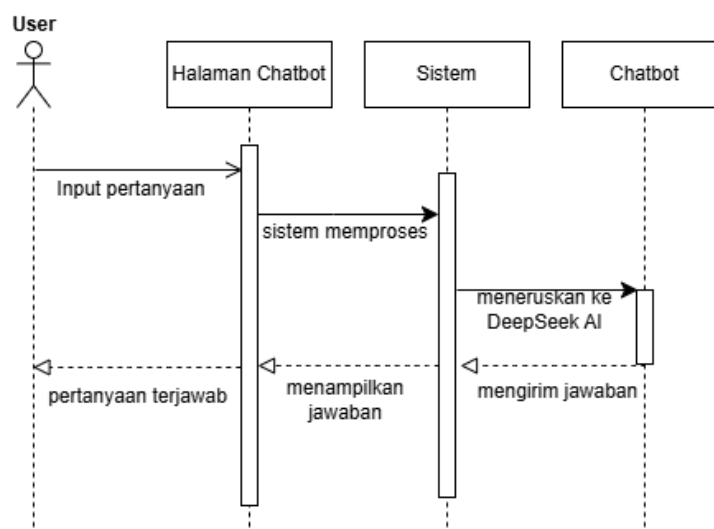 User
Halaman Chatbot
Sistem
Chatbot
Input pertanyaan
sistem memproses
meneruskan ke
DeepSeek AI
pertanyaan terjawab
menampilkan
jawaban
mengirim jawaban